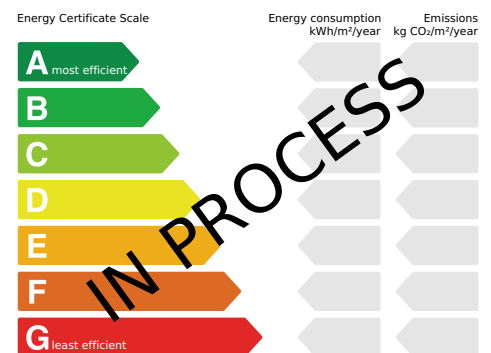 Energy Certificate Scale
Energy consumption
kWh/m²/year
Emissions
kg CO₂/m²/year
A most efficient
B
C
D
E
F
G least efficient
IN PROCESS